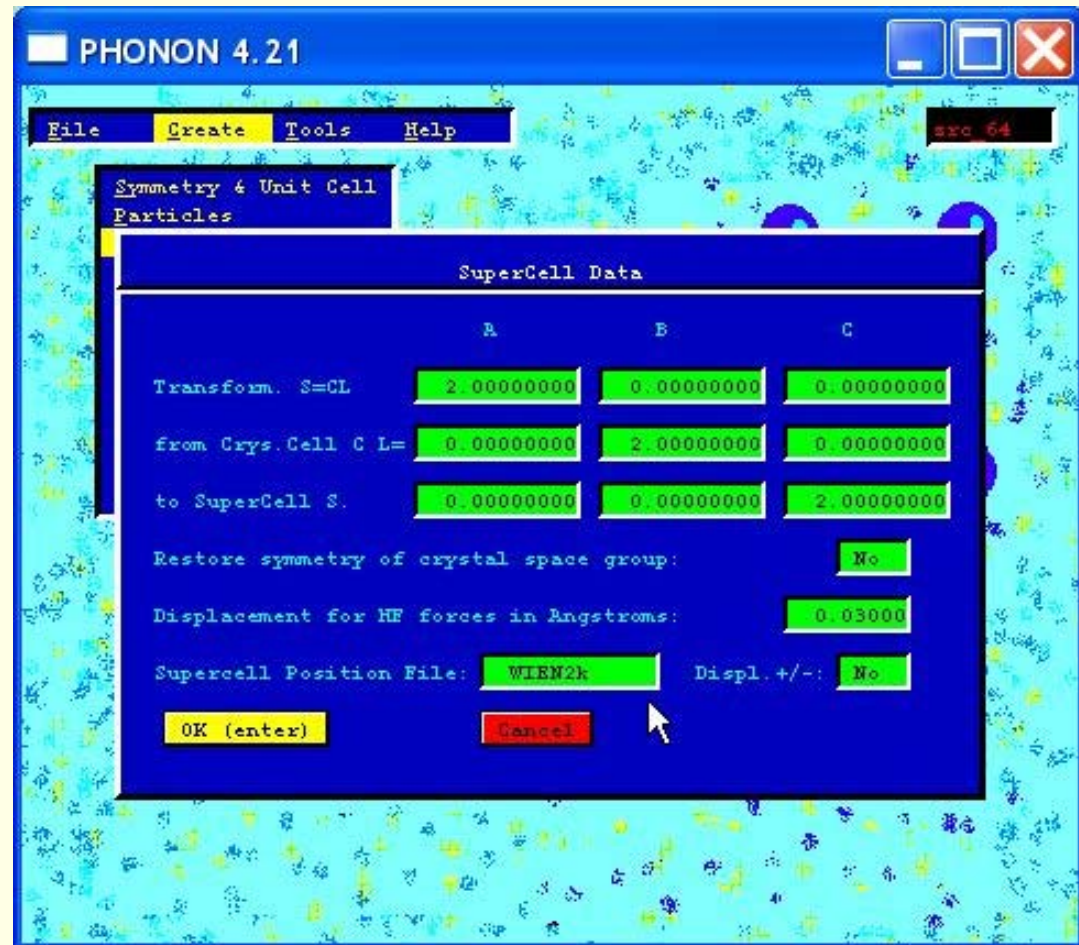 PHONON 4.21
File Create Tools Help src_64
Symmetry & Unit Cell
Particles
SuperCell Data
A B C
Transform. S=CL 2.00000000 0.00000000 0.00000000
from Crys.Cell C L= 0.00000000 2.00000000 0.00000000
to SuperCell S. 0.00000000 0.00000000 2.00000000
Restore symmetry of crystal space group: No
Displacement for HF forces in Angstroms: 0.03000
Supercell Position File: WIEN2k Displ.+/-: No
OK (enter) Cancel